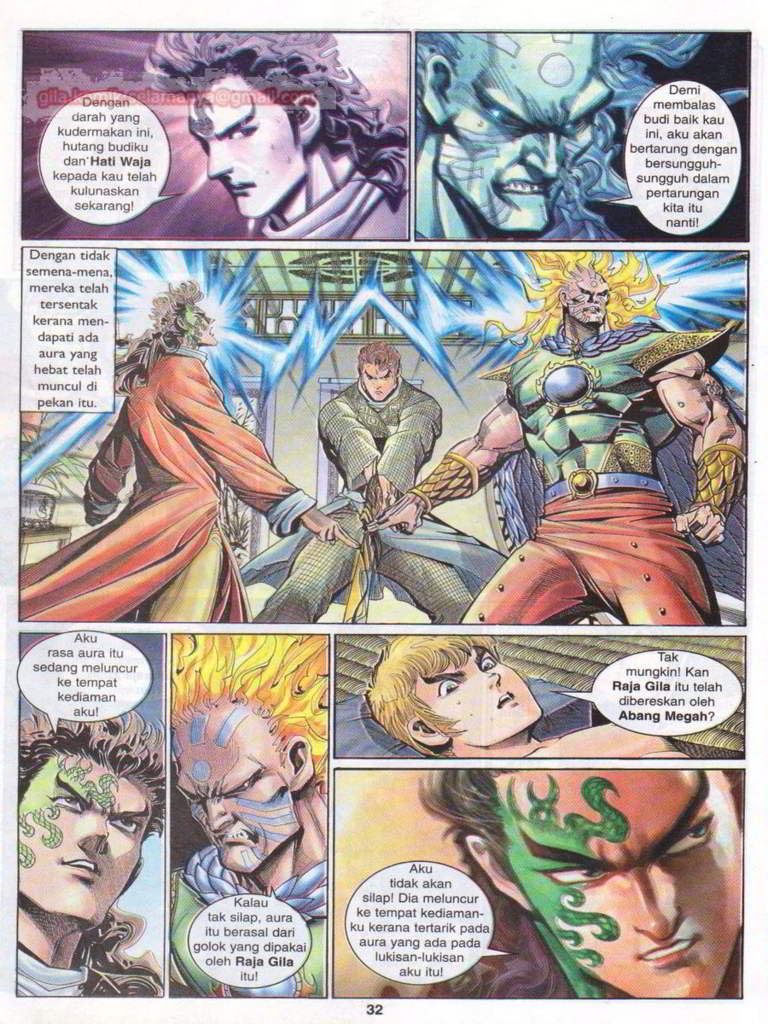 gila.komik.selamanya@gmail.com
Dengan
darah yang
kudermakan ini,
hutang budiku
dan Hati Waja
kepada kau telah
kulunaskan
sekarang!
Demi
membalas
budi baik kau
ini, aku akan
bertarung dengan
bersungguh-
sungguh dalam
pertarungan
kita itu
nanti!
Dengan tidak
semena-mena,
mereka telah
tersentak
kerana men-
dapati ada
aura yang
hebat telah
muncul di
pekan itu.
Aku
rasa aura itu
sedang meluncur
ke tempat
kediaman
aku!
Kalau
tak silap, aura
itu berasal dari
golok yang dipakai
oleh Raja Gila
itu!
Tak
mungkin! Kan
Raja Gila itu telah
dibereskan oleh
Abang Megah?
Aku
tidak akan
silap! Dia meluncur
ke tempat kediaman-
ku kerana tertarik pada
aura yang ada pada
lukisan-lukisan
aku itu!
32